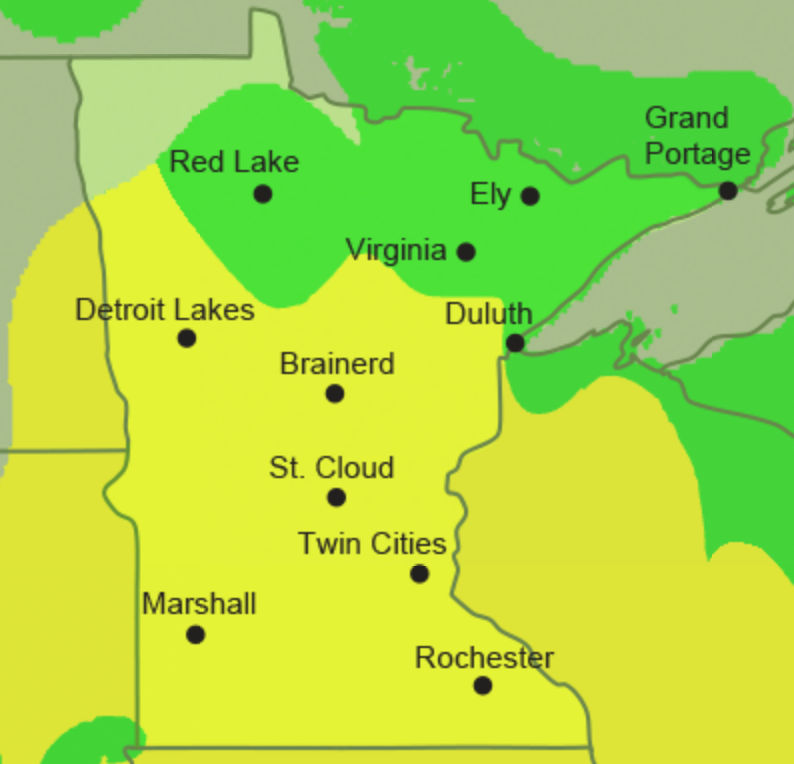 Grand
Portage
Red Lake
Ely
Virginia
Detroit Lakes
Duluth
Brainerd
St. Cloud
Twin Cities
Marshall
Rochester